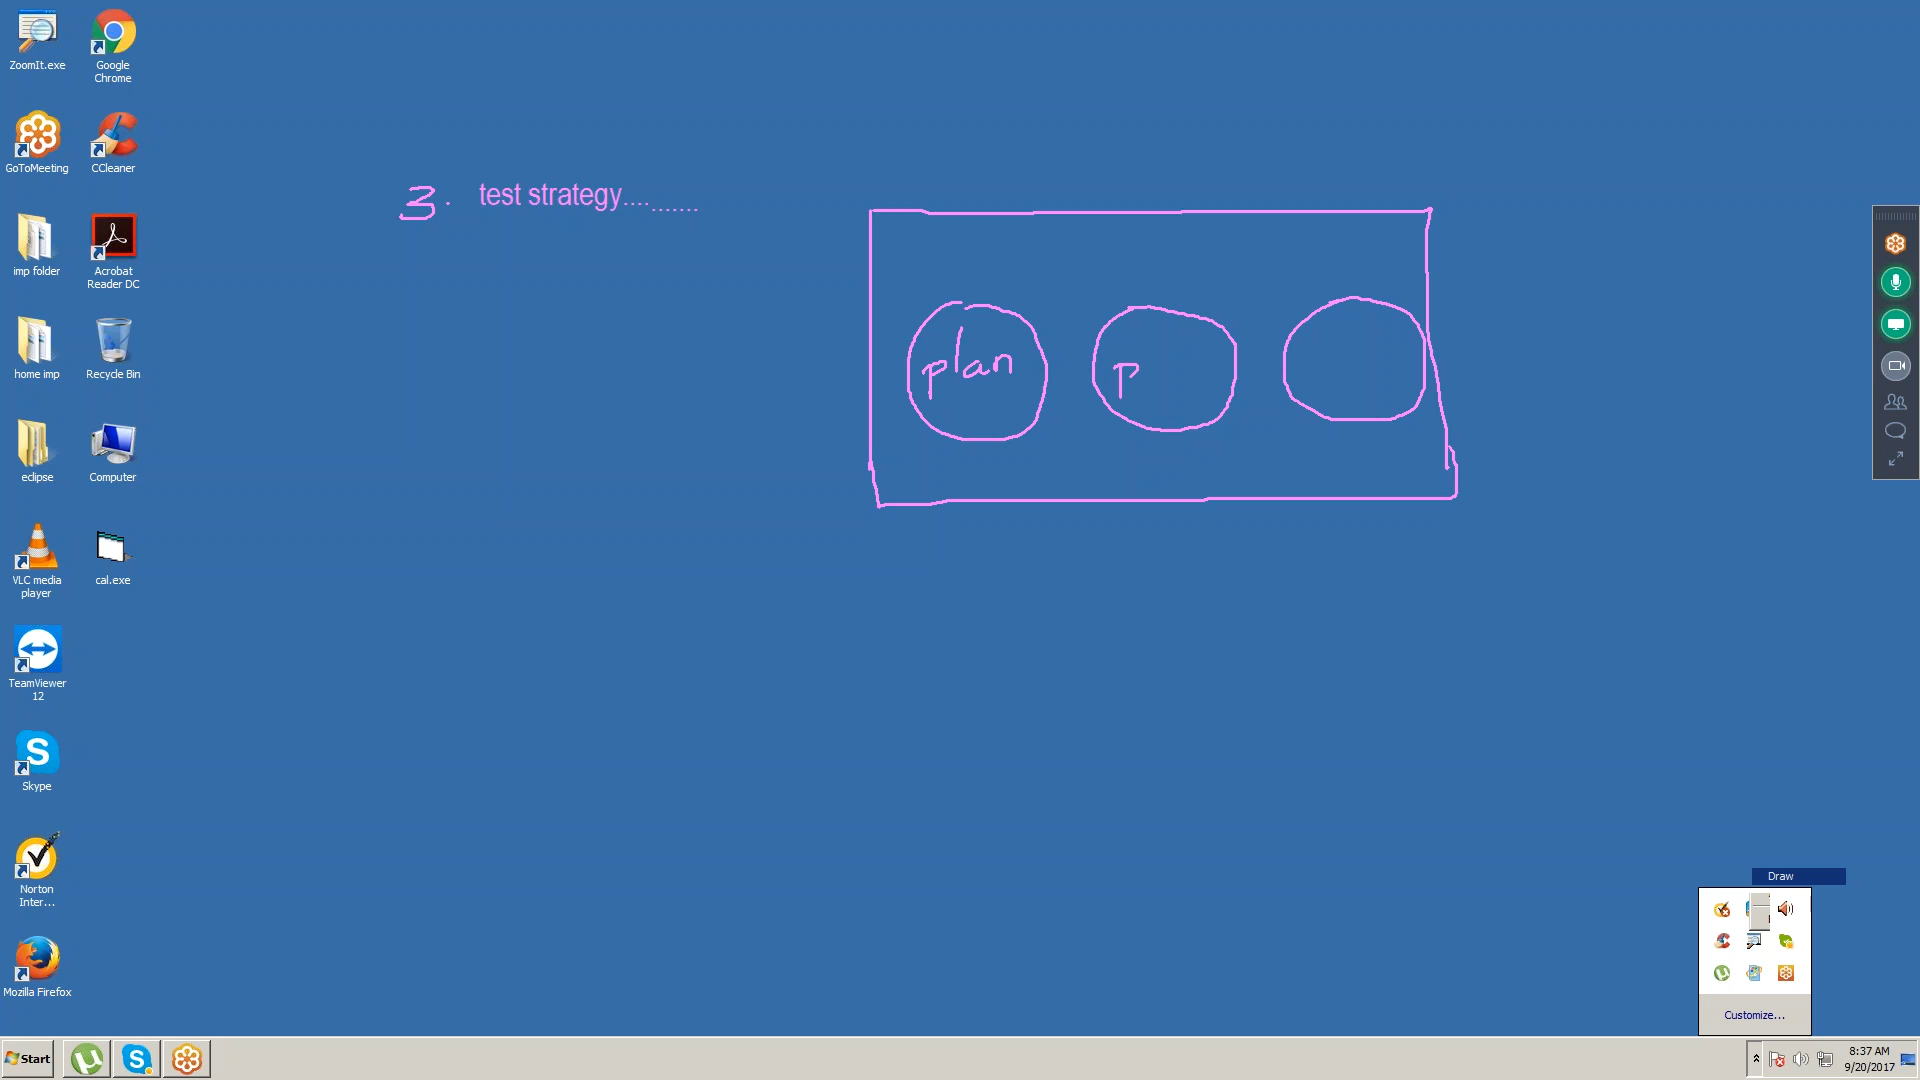 ZoomIt.exe
Google
Chrome
GoToMeeting
CCleaner
3. test strategy...........
imp folder
Acrobat
Reader DC
plan
p
home imp
Recycle Bin
eclipse
Computer
VLC media
player
cal.exe
TeamViewer
12
Skype
Norton
Inter...
Mozilla Firefox
Draw
Customize...
Start
8:37 AM
9/20/2017